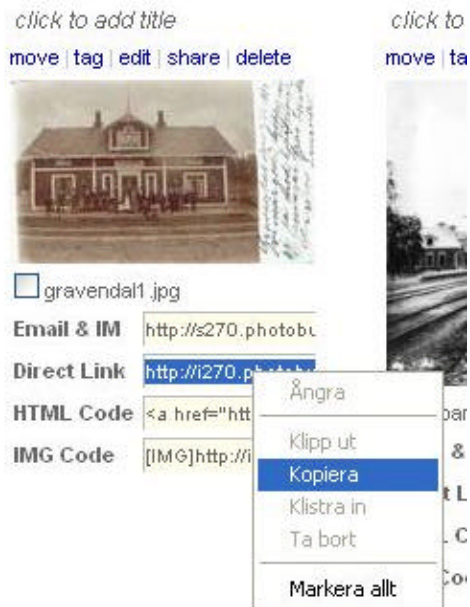 click to add title
move | tag | edit | share | delete
gravendal1.jpg
Email & IM http://s270.photobu
Direct Link http://i270.photobu
HTML Code <a href="htt
IMG Code [IMG]http://i
Ångra
Klipp ut
Kopiera
Klistra in
Ta bort
Markera allt
click to
move | ta